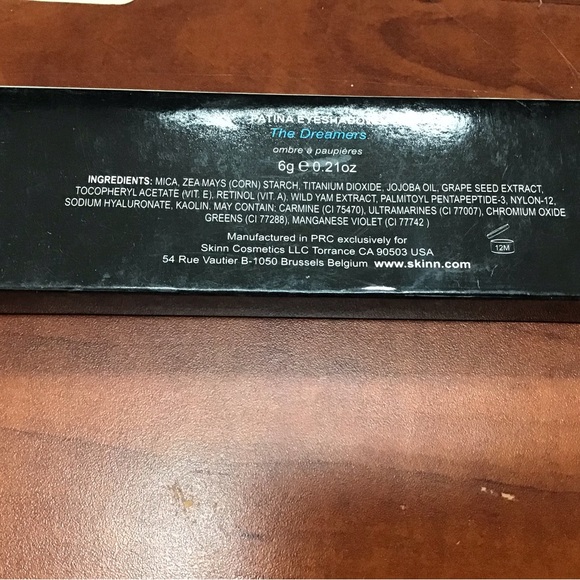 PATINA EYESHADOW
The Dreamers
ombre à paupières
6g e 0.21oz
INGREDIENTS: MICA, ZEA MAYS (CORN) STARCH, TITANIUM DIOXIDE, JOJOBA OIL, GRAPE SEED EXTRACT,
TOCOPHERYL ACETATE (VIT. E), RETINOL (VIT. A). WILD YAM EXTRACT, PALMITOYL PENTAPEPTIDE-3, NYLON-12,
SODIUM HYALURONATE, KAOLIN. MAY CONTAIN: CARMINE (CI 75470), ULTRAMARINES (CI 77007), CHROMIUM OXIDE
GREENS (CI 77288), MANGANESE VIOLET (CI 77742 )
Manufactured in PRC exclusively for
Skinn Cosmetics LLC Torrance CA 90503 USA
54 Rue Vautier B-1050 Brussels Belgium www.skinn.com
12M